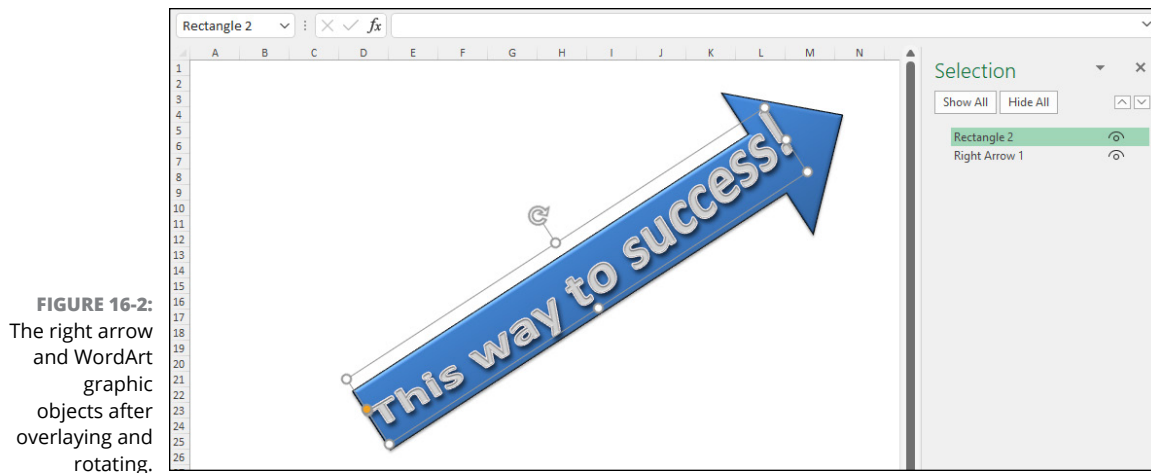 Rectangle 2
fx
A B C D E F G H I J K L M N
1
2
3
4
5
6
7
8
9
10
11
12
13
14
15
16
17
18
19
20
21
22
23
24
25
26
This way to success!
Selection
Show All Hide All
Rectangle 2
Right Arrow 1
FIGURE 16-2:
The right arrow
and WordArt
graphic
objects after
overlaying and
rotating.